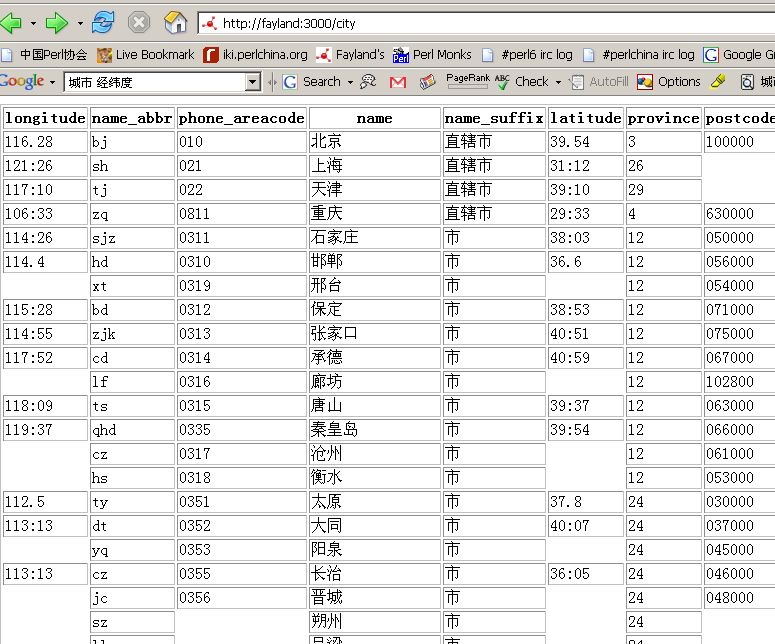 http://fayland:3000/city
中国Perl协会 Live Bookmark iki.perlchina.org Fayland's Perl Monks #perl6 irc log #perlchina irc log Google Gr
Google 城市 经纬度 Search PageRank Check AutoFill Options 城市
longitude name_abbr phone_areacode name name_suffix latitude province postcode
116.28 bj 010 北京 直辖市 39.54 3 100000
121:26 sh 021 上海 直辖市 31:12 26
117:10 tj 022 天津 直辖市 39:10 29
106:33 zq 0811 重庆 直辖市 29:33 4 630000
114:26 sjz 0311 石家庄 市 38:03 12 050000
114.4 hd 0310 邯郸 市 36.6 12 056000
xt 0319 邢台 市 12 054000
115:28 bd 0312 保定 市 38:53 12 071000
114:55 zjk 0313 张家口 市 40:51 12 075000
117:52 cd 0314 承德 市 40:59 12 067000
lf 0316 廊坊 市 12 102800
118:09 ts 0315 唐山 市 39:37 12 063000
119:37 qhd 0335 秦皇岛 市 39:54 12 066000
cz 0317 沧州 市 12 061000
hs 0318 衡水 市 12 053000
112.5 ty 0351 太原 市 37.8 24 030000
113:13 dt 0352 大同 市 40:07 24 037000
yq 0353 阳泉 市 24 045000
113:13 cz 0355 长治 市 36:05 24 046000
jc 0356 晋城 市 24 048000
sz 朔州 市 24